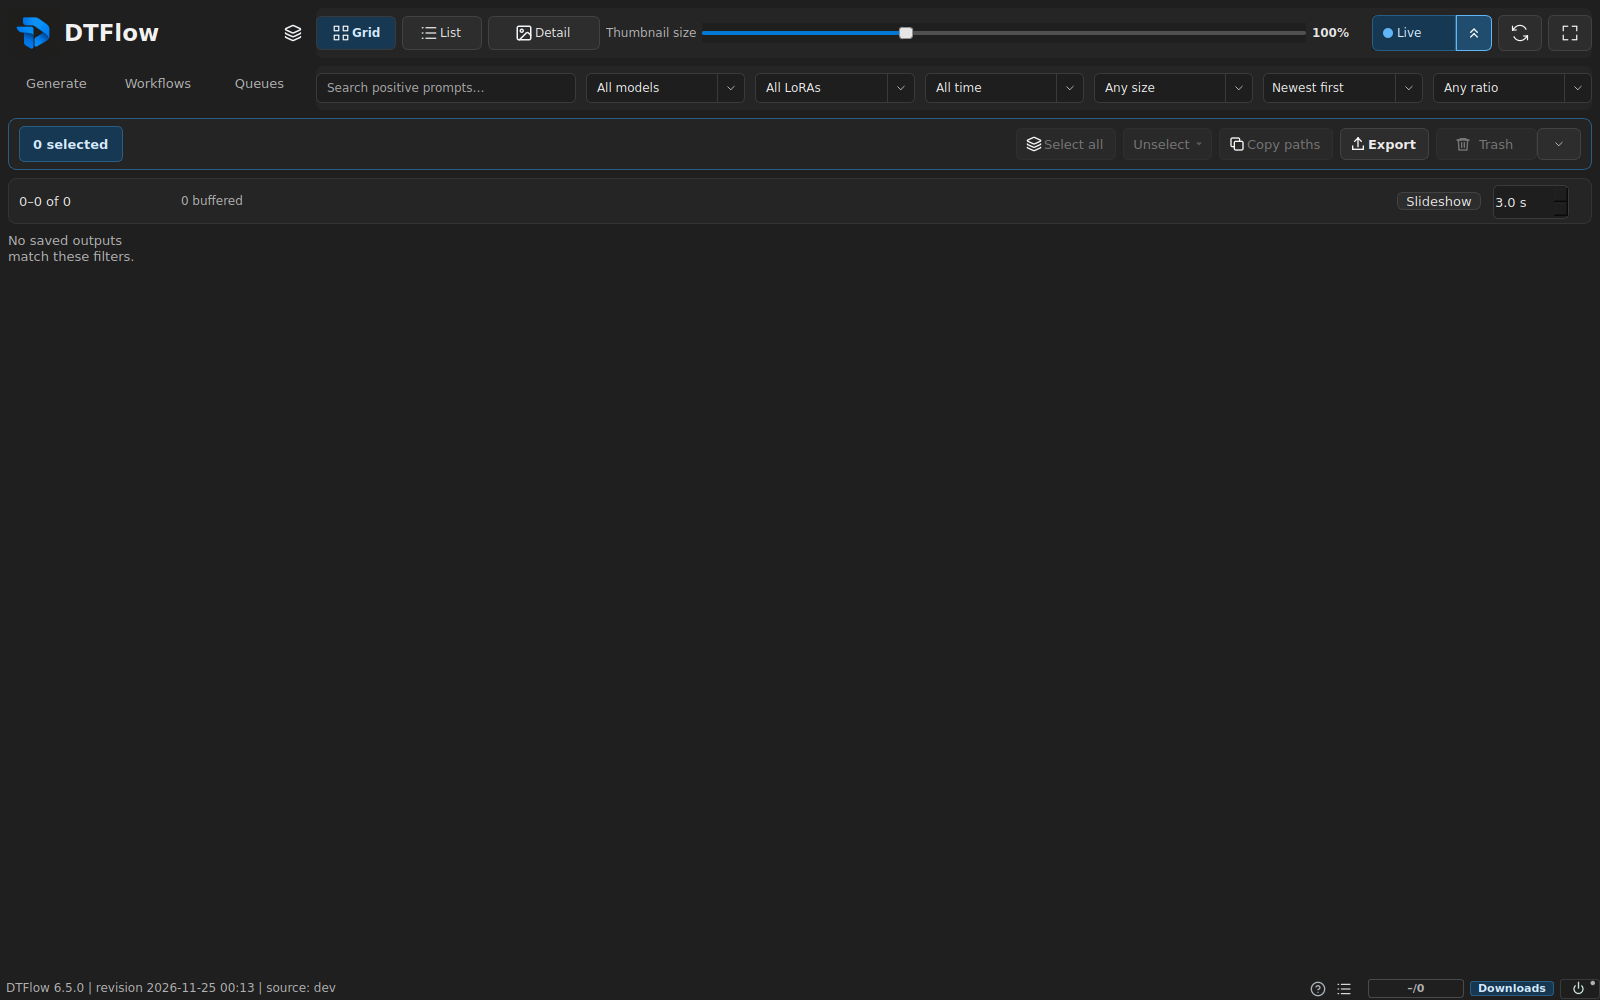 DTFlow
Grid
List
Detail
Thumbnail size
100%
Live
Generate
Workflows
Queues
Search positive prompts...
All models
All LoRAs
All time
Any size
Newest first
Any ratio
0 selected
Select all
Unselect
Copy paths
Export
Trash
0–0 of 0
0 buffered
Slideshow
3.0 s
No saved outputs
match these filters.
DTFlow 6.5.0 | revision 2026-11-25 00:13 | source: dev
–/0
Downloads